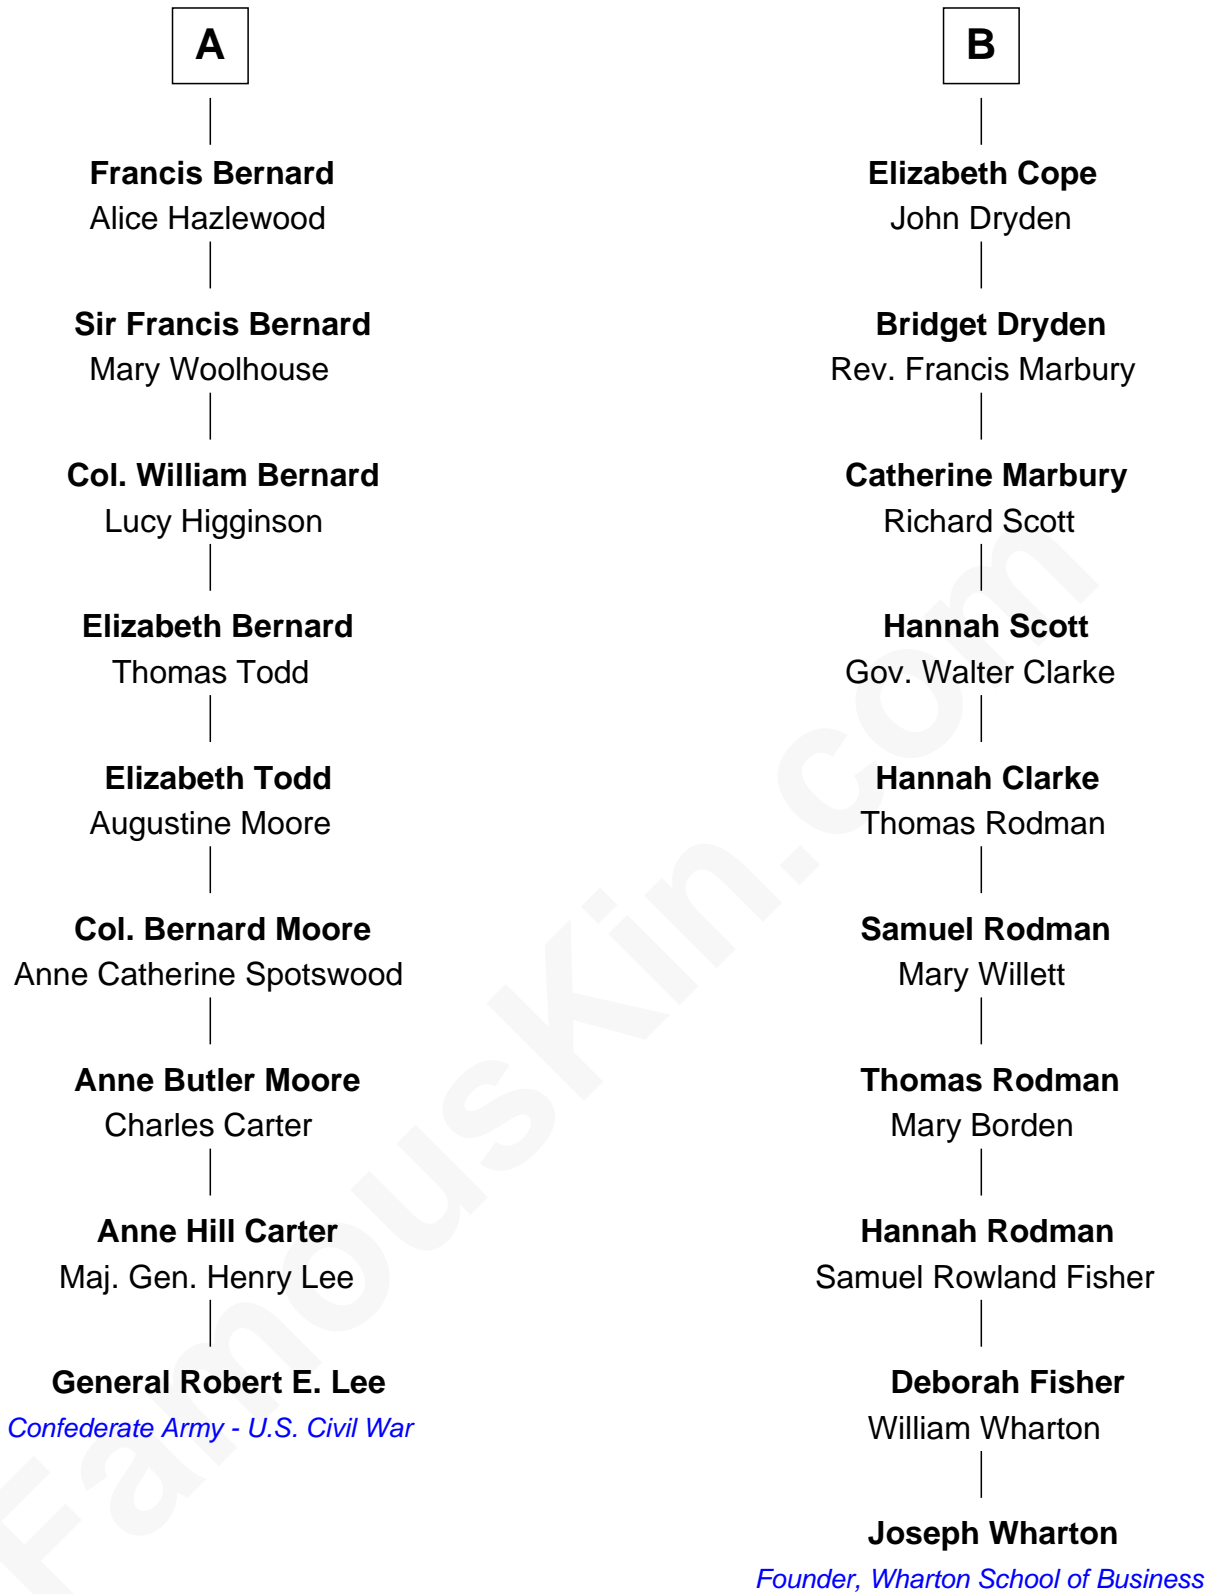 A
Francis Bernard
Alice Hazlewood
Sir Francis Bernard
Mary Woolhouse
Col. William Bernard
Lucy Higginson
Elizabeth Bernard
Thomas Todd
Elizabeth Todd
Augustine Moore
Col. Bernard Moore
Anne Catherine Spotswood
Anne Butler Moore
Charles Carter
Anne Hill Carter
Maj. Gen. Henry Lee
General Robert E. Lee
Confederate Army - U.S. Civil War
B
Elizabeth Cope
John Dryden
Bridget Dryden
Rev. Francis Marbury
Catherine Marbury
Richard Scott
Hannah Scott
Gov. Walter Clarke
Hannah Clarke
Thomas Rodman
Samuel Rodman
Mary Willett
Thomas Rodman
Mary Borden
Hannah Rodman
Samuel Rowland Fisher
Deborah Fisher
William Wharton
Joseph Wharton
Founder, Wharton School of Business
FamousKin.com